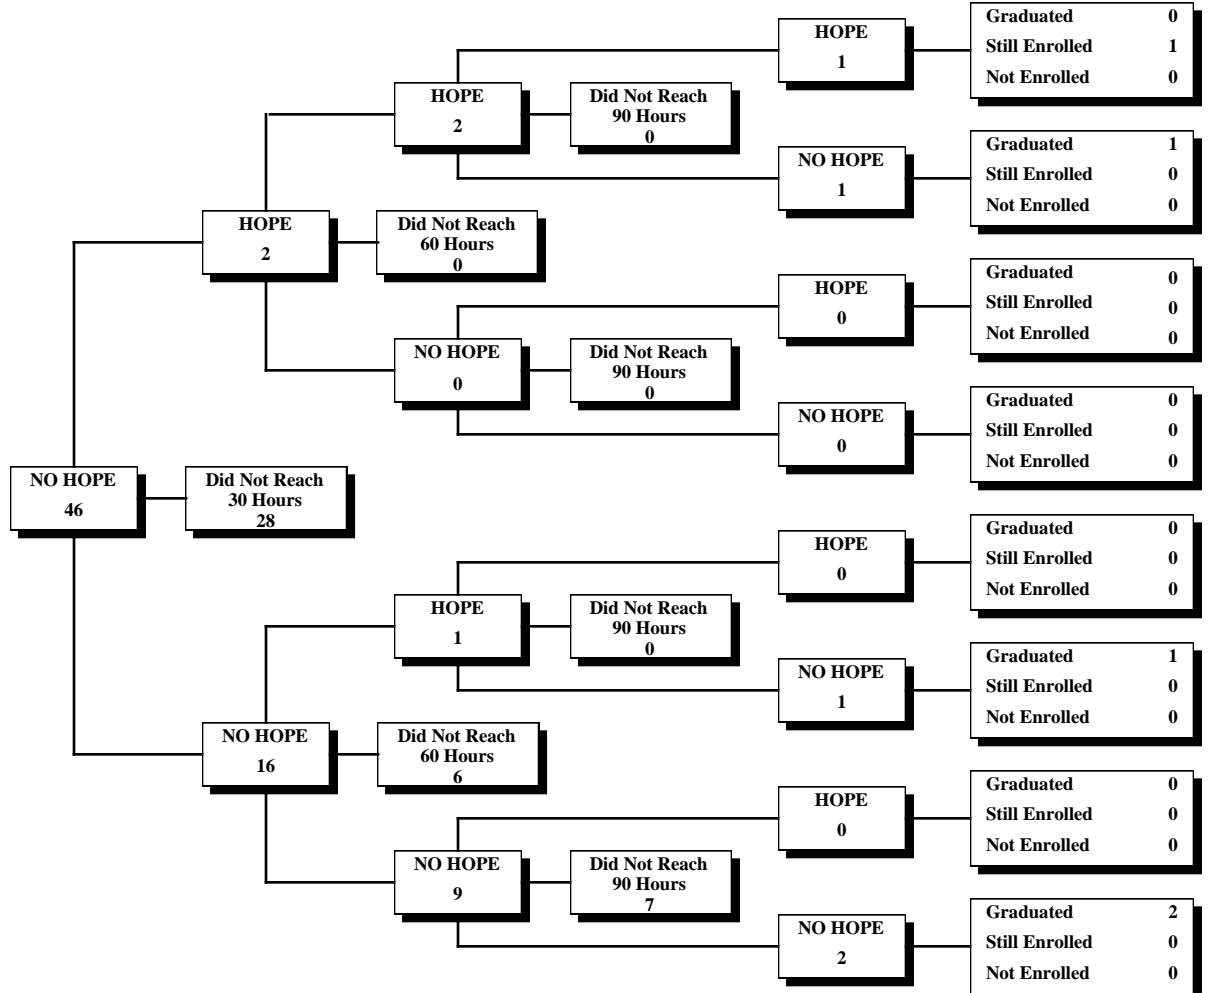 NO HOPE
46
Did Not Reach
30 Hours
28
HOPE
2
Did Not Reach
60 Hours
0
NO HOPE
16
Did Not Reach
60 Hours
6
HOPE
2
Did Not Reach
90 Hours
0
NO HOPE
0
Did Not Reach
90 Hours
0
HOPE
1
Did Not Reach
90 Hours
0
NO HOPE
9
Did Not Reach
90 Hours
7
HOPE
1
Graduated 0
Still Enrolled 1
Not Enrolled 0
NO HOPE
1
Graduated 1
Still Enrolled 0
Not Enrolled 0
HOPE
0
Graduated 0
Still Enrolled 0
Not Enrolled 0
NO HOPE
0
Graduated 0
Still Enrolled 0
Not Enrolled 0
HOPE
0
Graduated 0
Still Enrolled 0
Not Enrolled 0
NO HOPE
1
Graduated 1
Still Enrolled 0
Not Enrolled 0
HOPE
0
Graduated 0
Still Enrolled 0
Not Enrolled 0
NO HOPE
2
Graduated 2
Still Enrolled 0
Not Enrolled 0